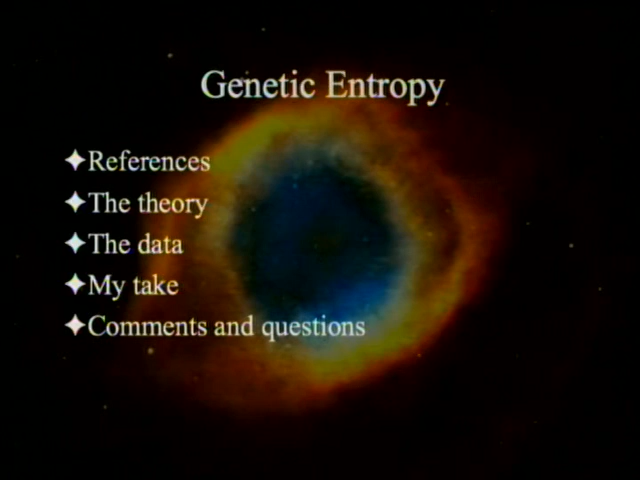 Genetic Entropy
References
The theory
The data
My take
Comments and questions